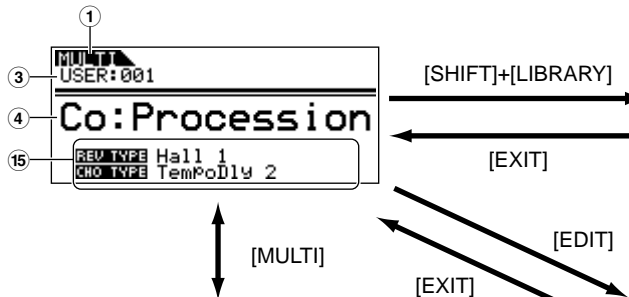 ①
MULTI
③ USER:001
[SHIFT]+[LIBRARY]
④ Co:Procession
[EXIT]
⑮ REV TYPE Hall 1
CHO TYPE TempoDly 2
[EDIT]
[MULTI]
[EXIT]